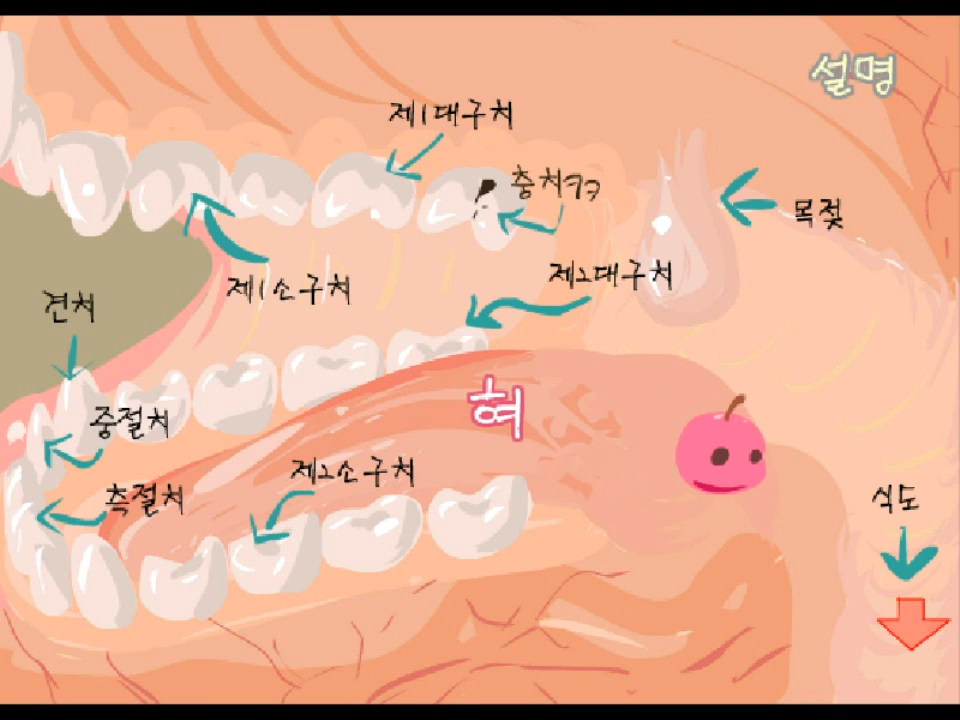 설명
제1대구치
충치ㅋㅋ
목젖
제2대구치
제1소구치
견치
혀
중절치
제2소구치
측절치
식도